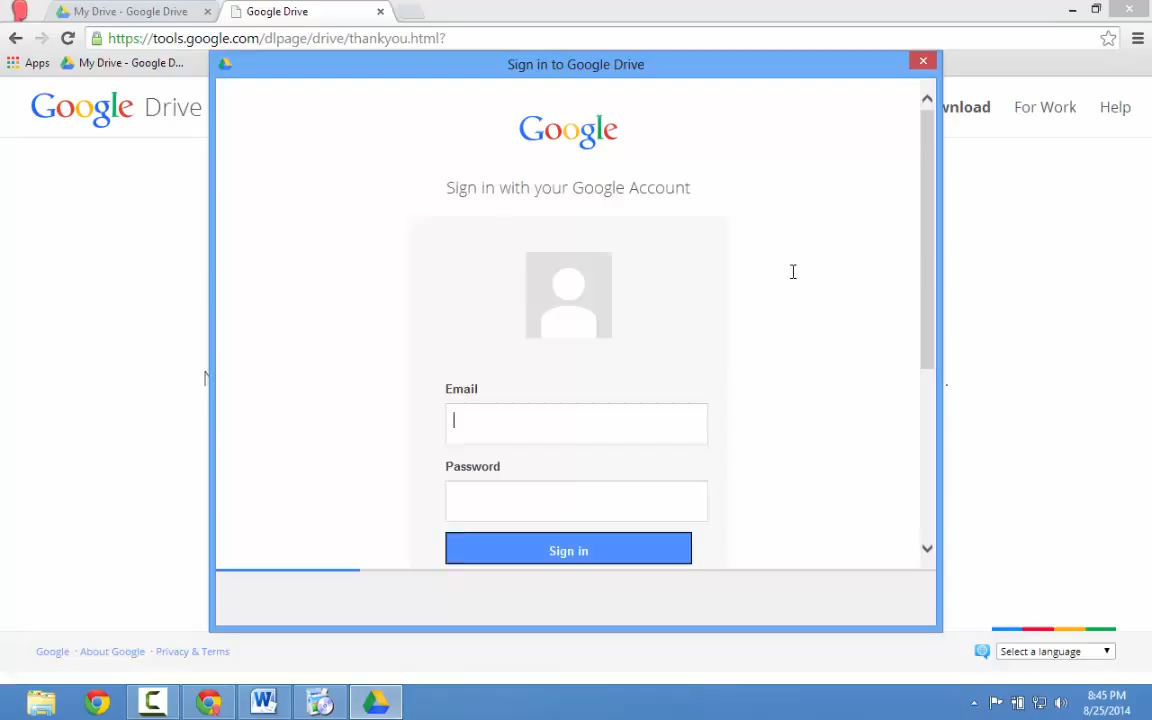 My Drive - Google Drive
Google Drive
https://tools.google.com/dlpage/drive/thankyou.html?
Apps
My Drive - Google D...
Sign in to Google Drive
Google Drive
For Work
Help
Google
Sign in with your Google Account
Email
Password
Sign in
Google · About Google · Privacy & Terms
Select a language
8:45 PM
8/25/2014